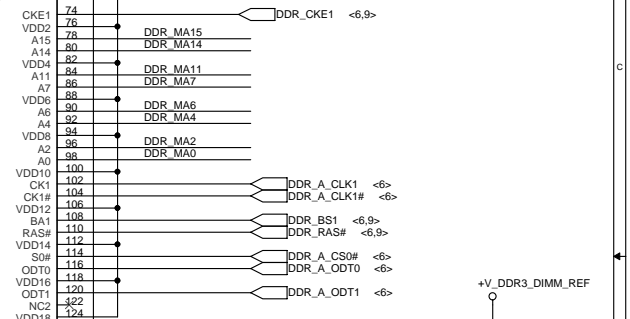 CKE1 74 DDR_CKE1 <6,9>
VDD2 76
A15 78 DDR_MA15
A14 80 DDR_MA14
VDD4 82
A11 84 DDR_MA11
A7 86 DDR_MA7
VDD6 88
A6 90 DDR_MA6
A4 92 DDR_MA4
VDD8 94
A2 96 DDR_MA2
A0 98 DDR_MA0
VDD10 100
CK1 102 DDR_A_CLK1 <6>
CK1# 104 DDR_A_CLK1# <6>
VDD12 106
BA1 108 DDR_BS1 <6,9>
RAS# 110 DDR_RAS# <6,9>
VDD14 112
S0# 114 DDR_A_CS0# <6>
ODT0 116 DDR_A_ODT0 <6>
VDD16 118
ODT1 120 DDR_A_ODT1 <6>
NC2 122
VDD18 124
+V_DDR3_DIMM_REF
C